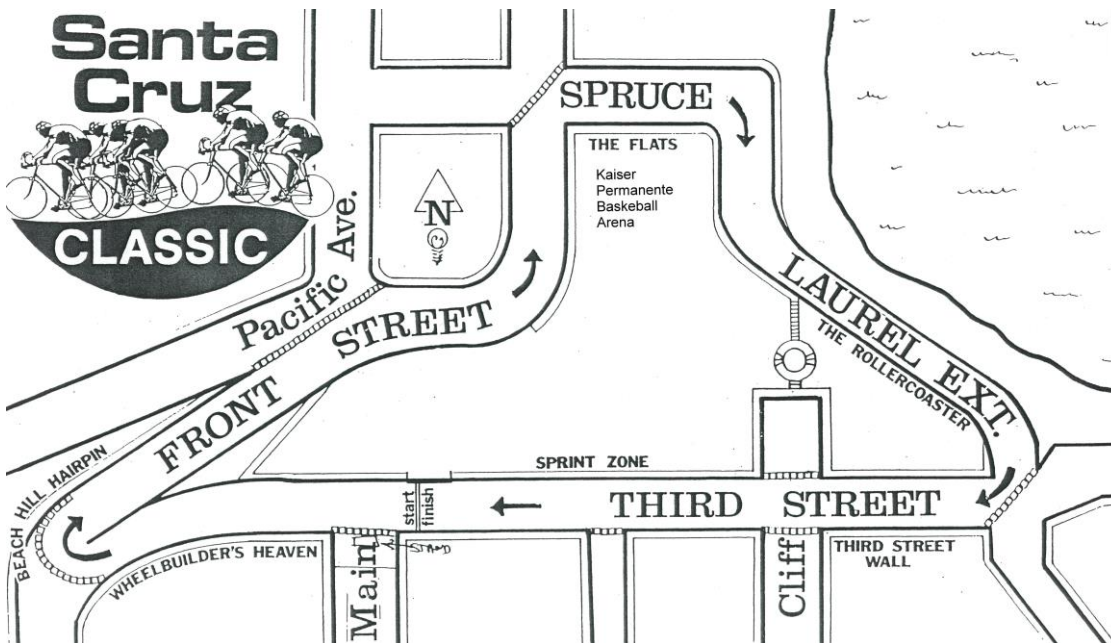 Santa
Cruz
CLASSIC
SPRUCE
THE FLATS
Kaiser
Permanente
Baskeball
Arena
N
Pacific Ave.
FRONT STREET
LAUREL EXT.
THE ROLLERCOASTER
SPRINT ZONE
BEACH HILL HAIRPIN
start
finish
THIRD STREET
WHEELBUILDER'S HEAVEN
Main
STAND
Cliff
THIRD STREET
WALL